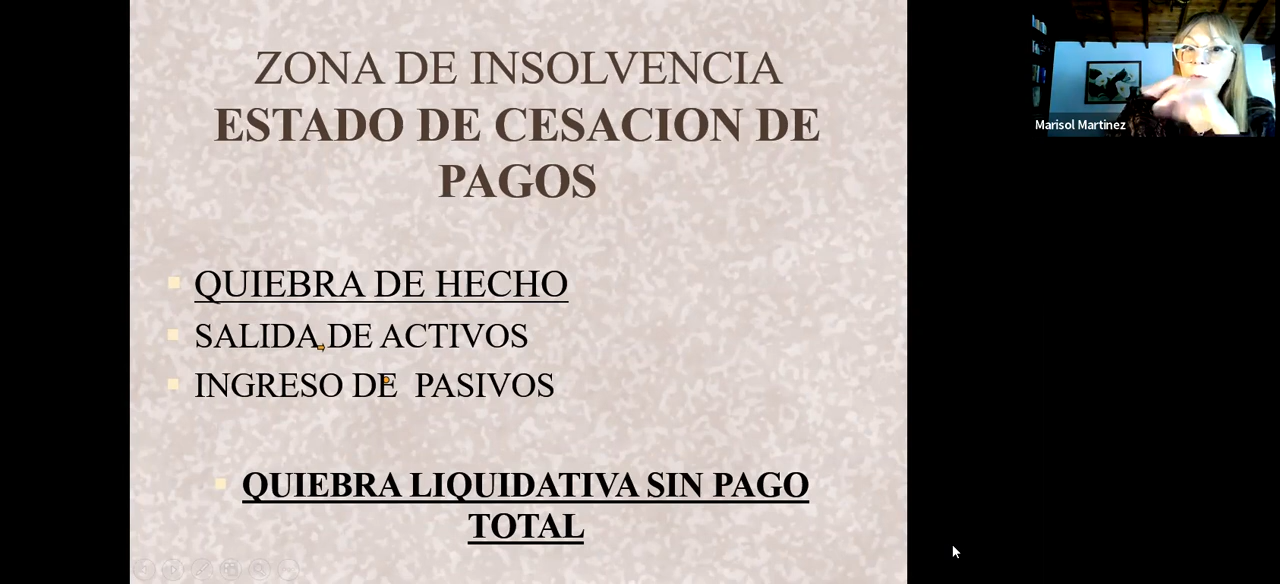 ZONA DE INSOLVENCIA
ESTADO DE CESACION DE
PAGOS
QUIEBRA DE HECHO
SALIDA DE ACTIVOS
INGRESO DE PASIVOS
QUIEBRA LIQUIDATIVA SIN PAGO
TOTAL
Marisol Martinez